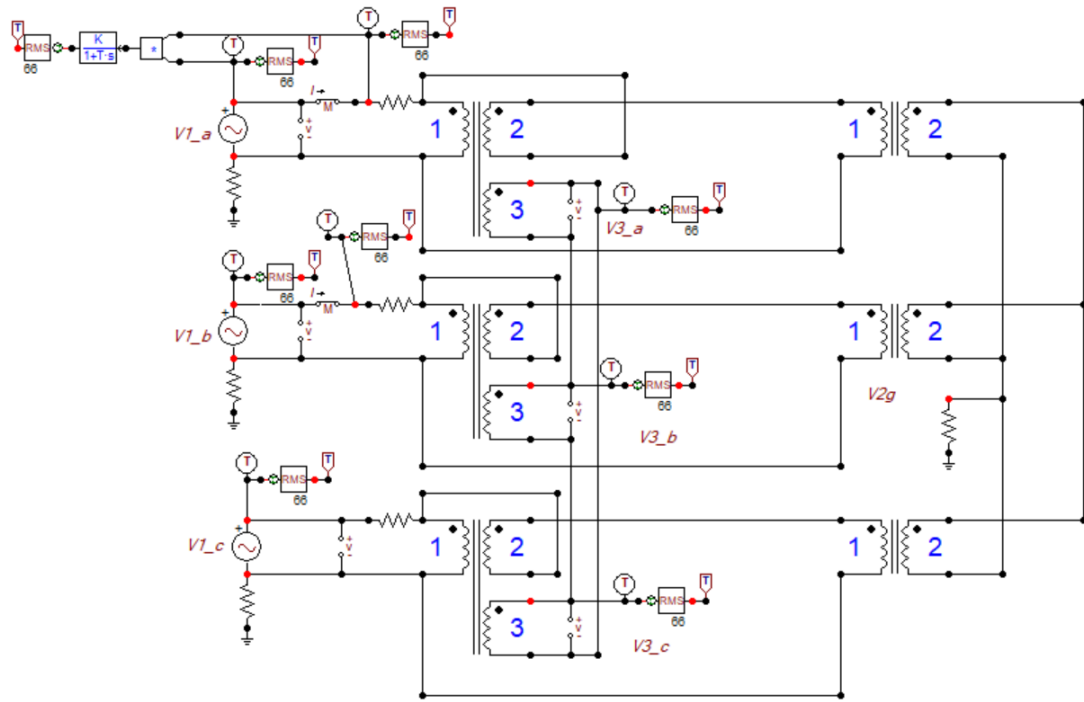 T
T
T
RMS
66
K
1+T·s
*
T
RMS
66
T
RMS
66
T
V1_a
+
I→
M
+
v
-
1
2
3
+
v
-
T
RMS
66
T
V3_a
1
2
T
RMS
66
T
T
RMS
66
T
V1_b
+
I→
M
+
v
-
1
2
3
+
v
-
T
RMS
66
T
V3_b
1
2
V2g
T
RMS
66
T
V1_c
+
+
v
-
1
2
3
+
v
-
T
RMS
66
T
V3_c
1
2